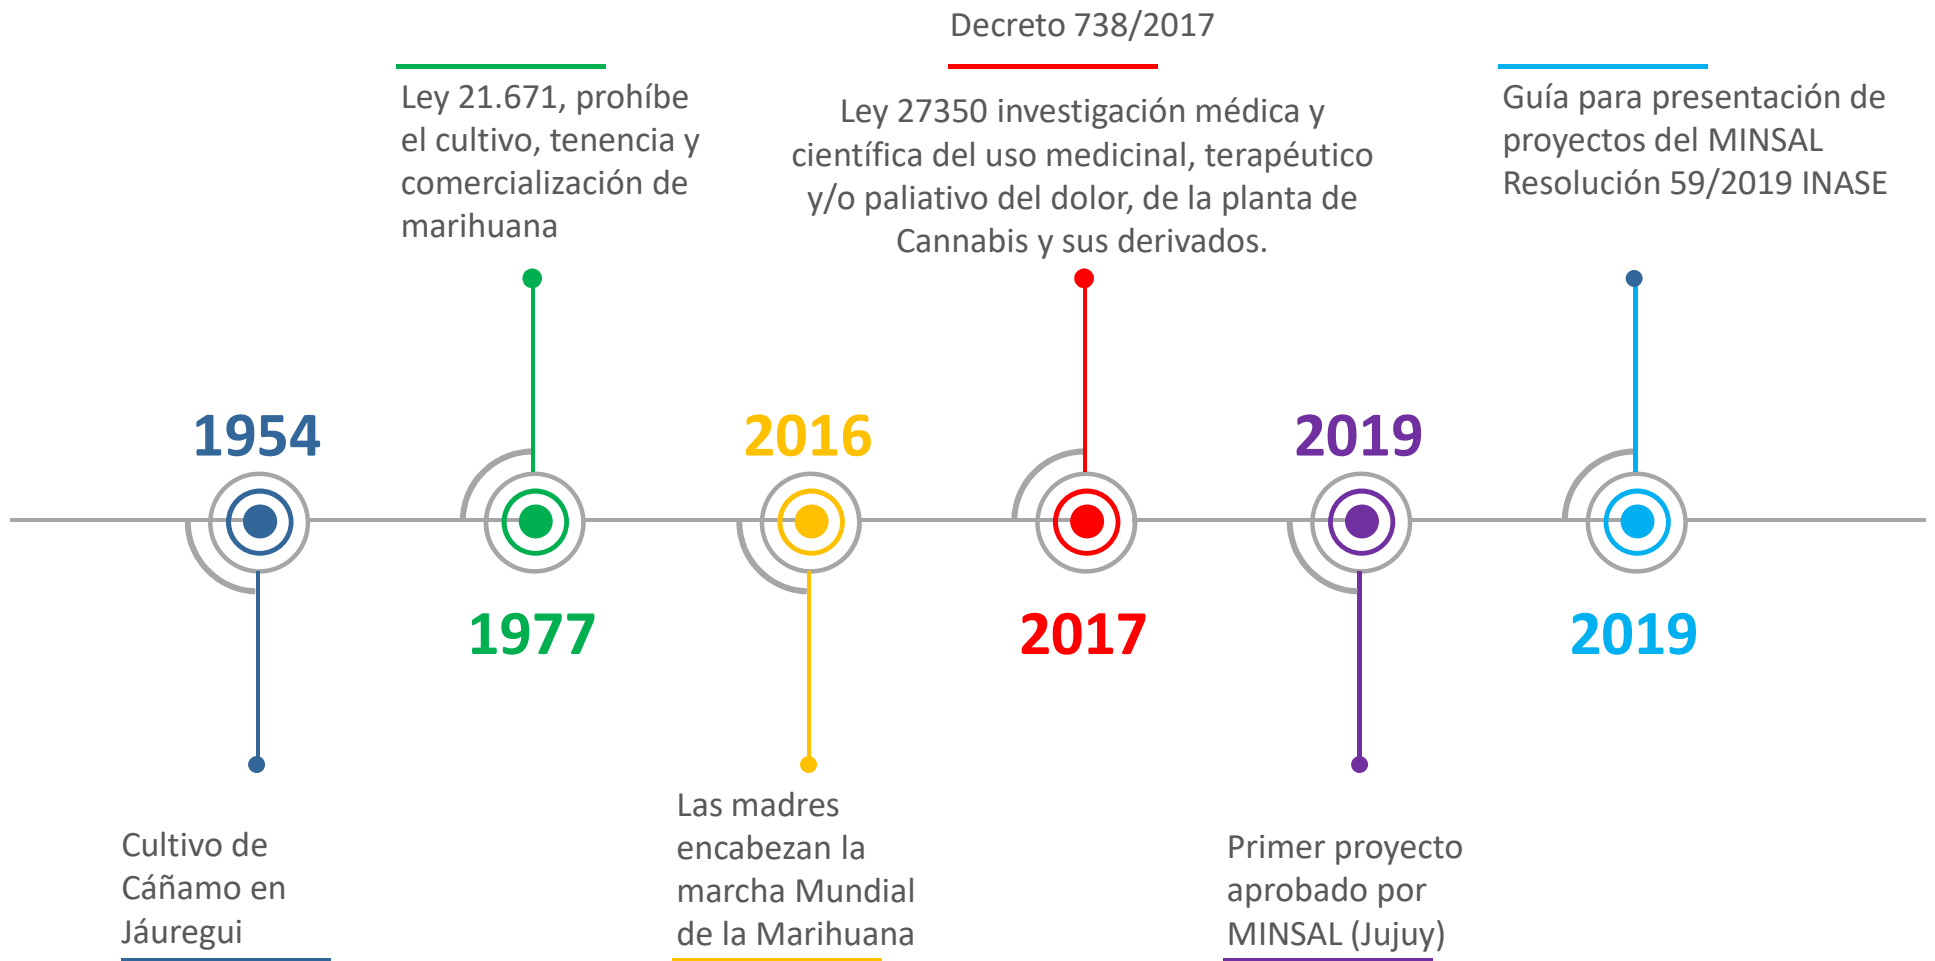 Decreto 738/2017
Ley 21.671, prohíbe
el cultivo, tenencia y
comercialización de
marihuana
Ley 27350 investigación médica y
científica del uso medicinal, terapéutico
y/o paliativo del dolor, de la planta de
Cannabis y sus derivados.
Guía para presentación de
proyectos del MINSAL
Resolución 59/2019 INASE
1954
2016
2019
1977
2017
2019
Cultivo de
Cáñamo en
Jáuregui
Las madres
encabezan la
marcha Mundial
de la Marihuana
Primer proyecto
aprobado por
MINSAL (Jujuy)